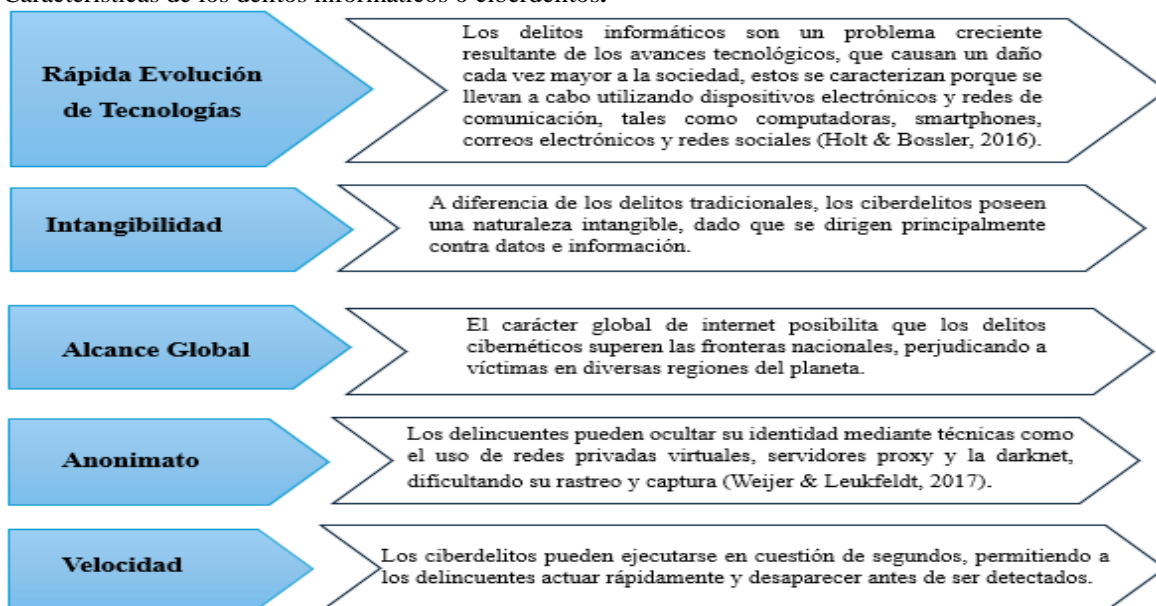 Características de los delitos informáticos o ciberdelitos.
Rápida Evolución
de Tecnologías
Los delitos informáticos son un problema creciente
resultante de los avances tecnológicos, que causan un daño
cada vez mayor a la sociedad, estos se caracterizan porque se
llevan a cabo utilizando dispositivos electrónicos y redes de
comunicación, tales como computadoras, smartphones,
correos electrónicos y redes sociales (Holt & Bossler, 2016).
Intangibilidad
A diferencia de los delitos tradicionales, los ciberdelitos poseen
una naturaleza intangible, dado que se dirigen principalmente
contra datos e información.
Alcance Global
El carácter global de internet posibilita que los delitos
cibernéticos superen las fronteras nacionales, perjudicando a
víctimas en diversas regiones del planeta.
Anonimato
Los delincuentes pueden ocultar su identidad mediante técnicas como
el uso de redes privadas virtuales, servidores proxy y la darknet,
dificultando su rastreo y captura (Weijer & Leukfeldt, 2017).
Velocidad
Los ciberdelitos pueden ejecutarse en cuestión de segundos, permitiendo a
los delincuentes actuar rápidamente y desaparecer antes de ser detectados.